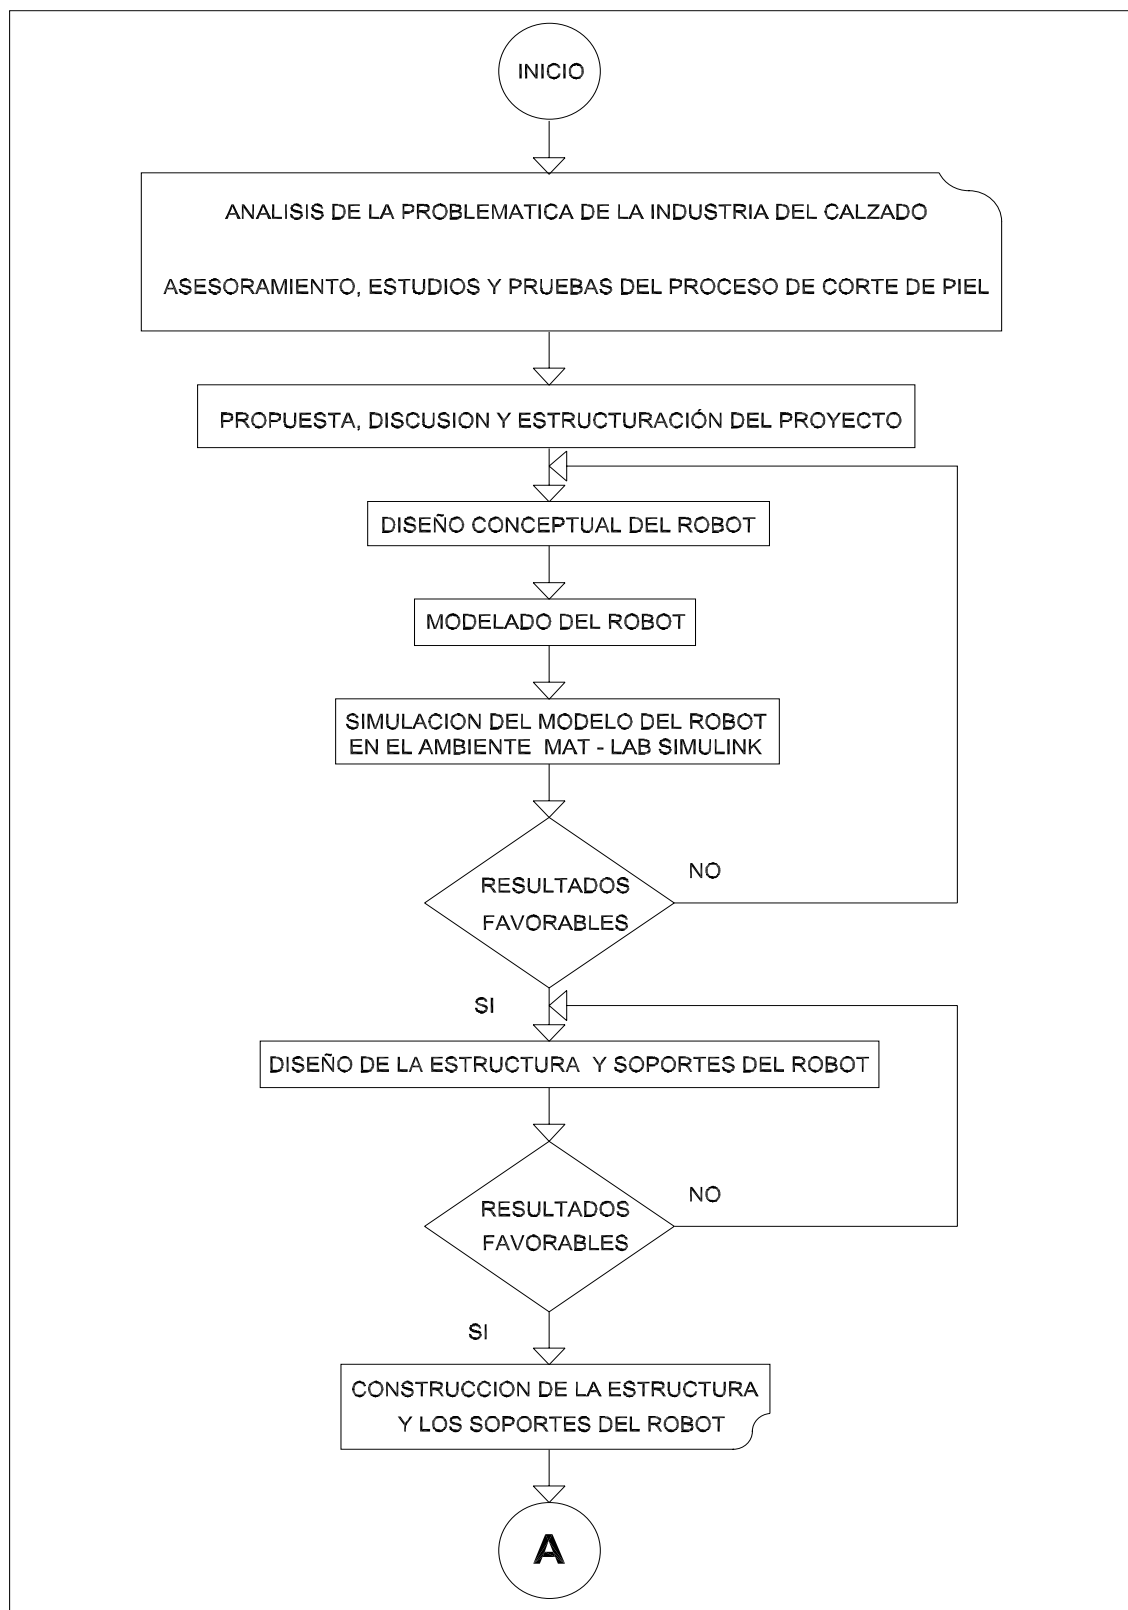 INICIO
ANALISIS DE LA PROBLEMATICA DE LA INDUSTRIA DEL CALZADO
ASESORAMIENTO, ESTUDIOS Y PRUEBAS DEL PROCESO DE CORTE DE PIEL
PROPUESTA, DISCUSION Y ESTRUCTURACIÓN DEL PROYECTO
DISEÑO CONCEPTUAL DEL ROBOT
MODELADO DEL ROBOT
SIMULACION DEL MODELO DEL ROBOT
EN EL AMBIENTE MAT - LAB SIMULINK
NO
RESULTADOS
FAVORABLES
SI
DISEÑO DE LA ESTRUCTURA Y SOPORTES DEL ROBOT
NO
RESULTADOS
FAVORABLES
SI
CONSTRUCCION DE LA ESTRUCTURA
Y LOS SOPORTES DEL ROBOT
A